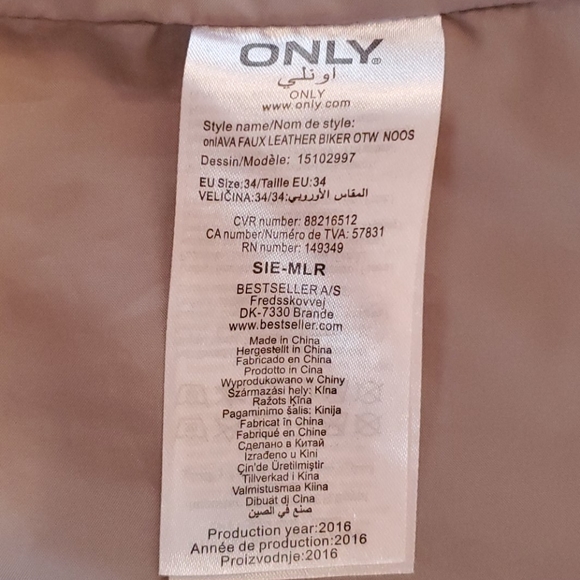 ONLY®
اونلي
ONLY
www only com
Style name/Nom de style:
onlAVA FAUX LEATHER BIKER OTW NOOS
Dessin/Modèle: 15102997
EU Size:34/Taille EU:34
VELIČINA:34/34:المقاس الأوروبي
CVR number: 88216512
CA number/Numéro de TVA: 57831
RN number: 149349
SIE-MLR
BESTSELLER A/S
Fredsskovvej
DK-7330 Brande
www.bestseller.com
Made in China
Hergestellt in China
Fabricado en China
Prodotto in Cina
Wyprodukowano w Chiny
Származási hely: Kína
Ražots Ķīna
Pagaminimo šalis: Kinija
Fabricat în China
Fabriqué en Chine
Сделано в Китай
Izrađeno u Kini
Çin'de Üretilmiştir
Tillverkad i Kina
Valmistusmaa Kiina
Dibuat di Cina
صنع في الصين
Production year:2016
Année de production:2016
Proizvodnje:2016